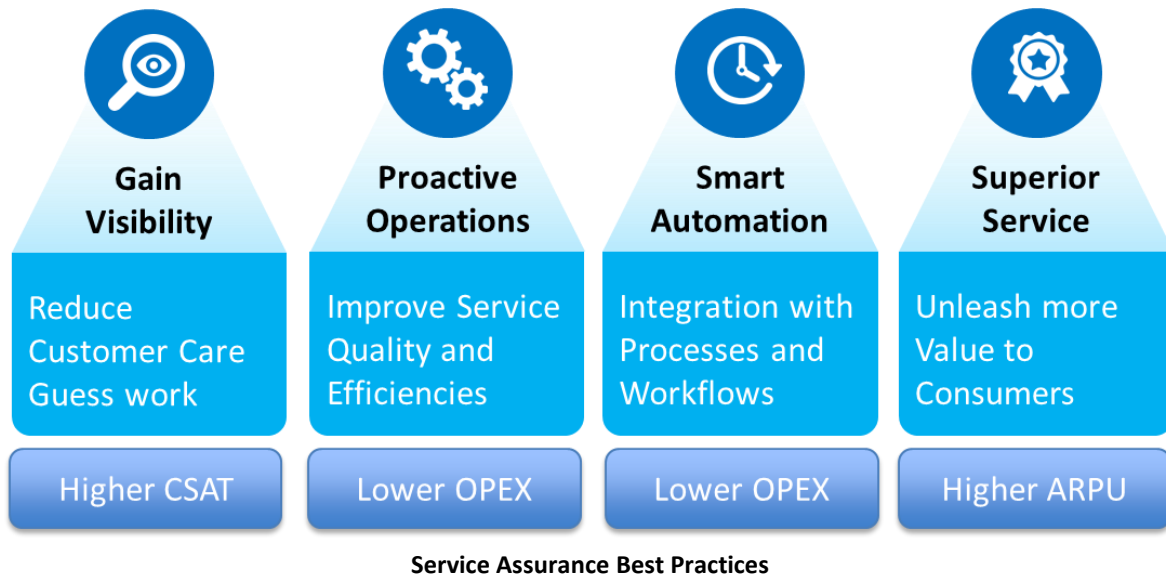 Gain
Visibility
Reduce
Customer Care
Guess work
Higher CSAT
Proactive
Operations
Improve Service
Quality and
Efficiencies
Lower OPEX
Smart
Automation
Integration with
Processes and
Workflows
Lower OPEX
Superior
Service
Unleash more
Value to
Consumers
Higher ARPU
Service Assurance Best Practices